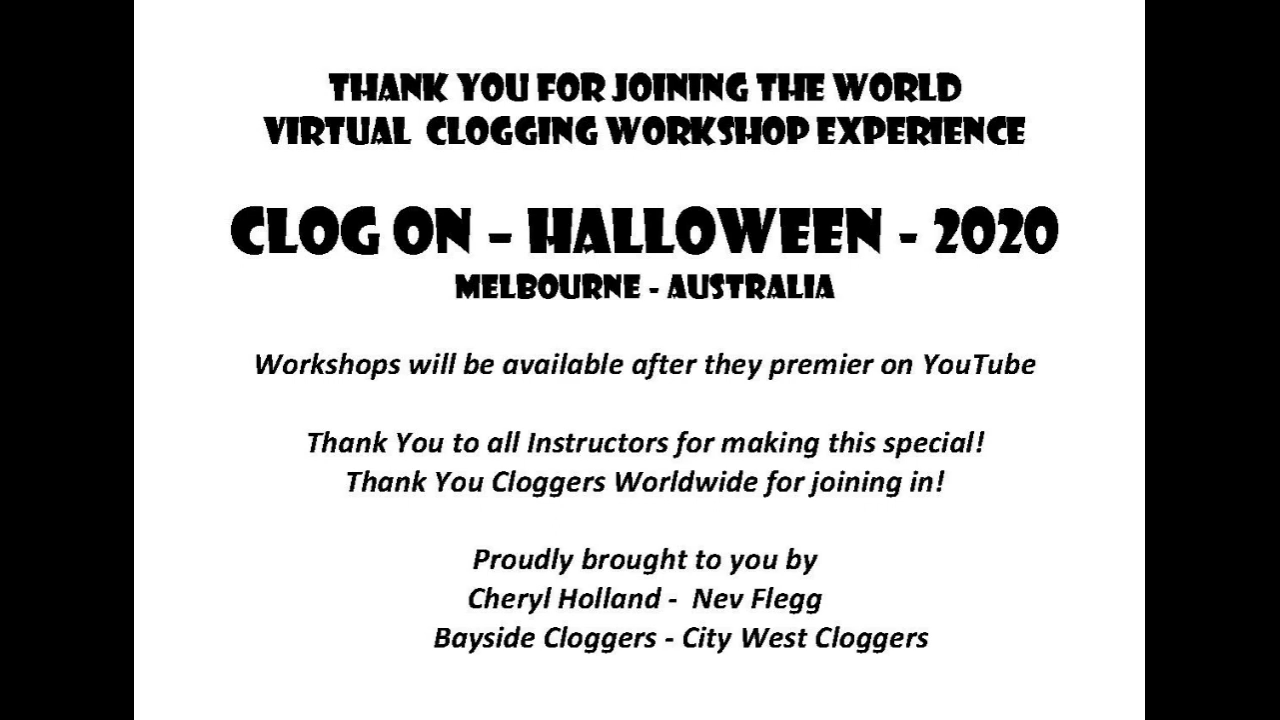 THANK YOU FOR JOINING THE WORLD
VIRTUAL CLOGGING WORKSHOP EXPERIENCE
CLOG ON – HALLOWEEN - 2020
MELBOURNE - AUSTRALIA
Workshops will be available after they premier on YouTube
Thank You to all Instructors for making this special!
Thank You Cloggers Worldwide for joining in!
Proudly brought to you by
Cheryl Holland - Nev Flegg
Bayside Cloggers - City West Cloggers